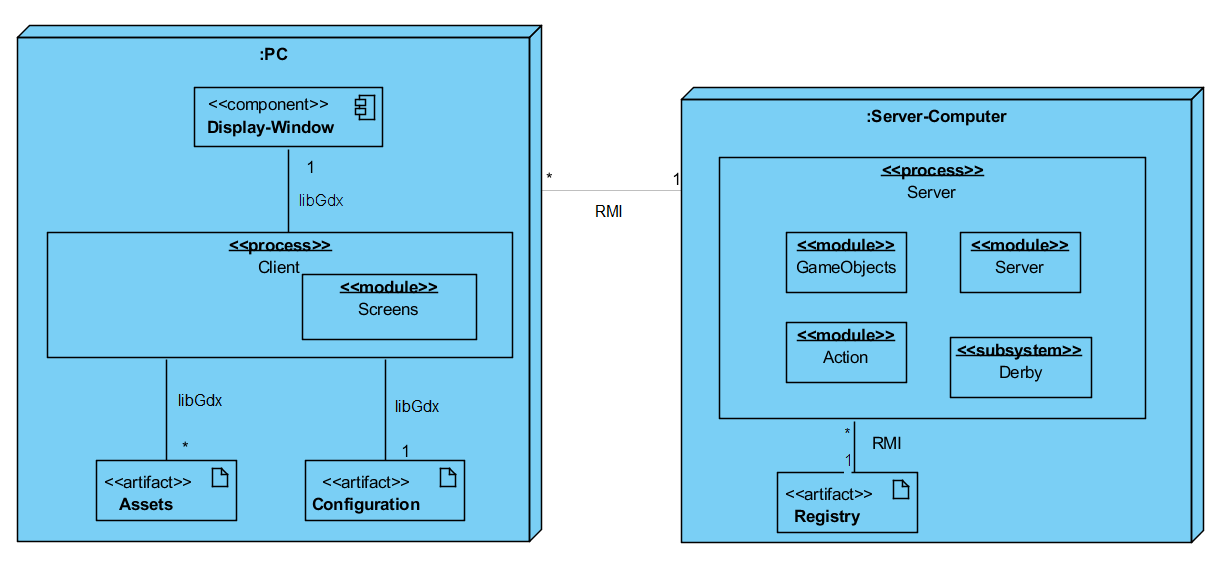 :PC
<<component>>
Display-Window
1
libGdx
<<process>>
Client
<<module>>
Screens
libGdx
*
<<artifact>>
Assets
libGdx
1
<<artifact>>
Configuration
*
1
RMI
:Server-Computer
<<process>>
Server
<<module>>
GameObjects
<<module>>
Server
<<module>>
Action
<<subsystem>>
Derby
*
RMI
1
<<artifact>>
Registry